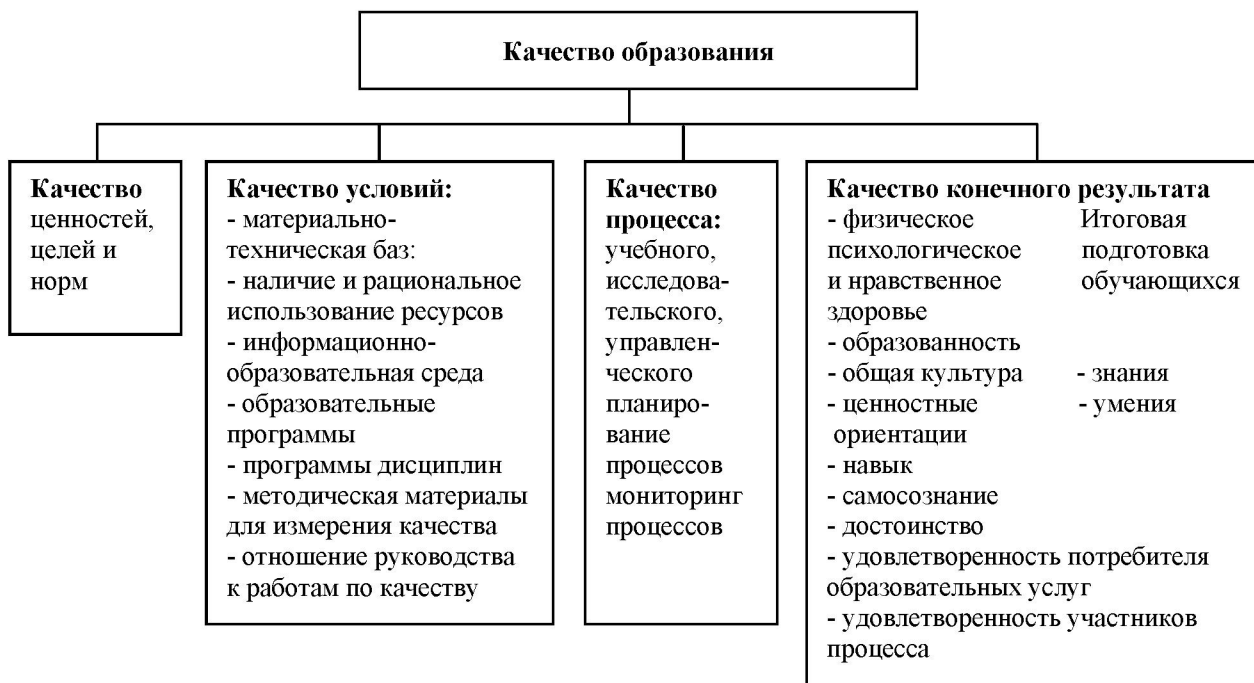 Качество образования
Качество
ценностей,
целей и
норм
Качество условий:
- материально-
техническая баз:
- наличие и рациональное
использование ресурсов
- информационно-
образовательная среда
- образовательные
программы
- программы дисциплин
- методическая материалы
для измерения качества
- отношение руководства
к работам по качеству
Качество
процесса:
учебного,
исследова-
тельского,
управлен-
ческого
планиро-
вание
процессов
мониторинг
процессов
Качество конечного результата
- физическое
психологическое
и нравственное
здоровье
- образованность
- общая культура
- ценностные
ориентации
- навык
- самосознание
- достоинство
- удовлетворенность потребителя
образовательных услуг
- удовлетворенность участников
процесса
Итоговая
подготовка
обучающихся
- знания
- умения